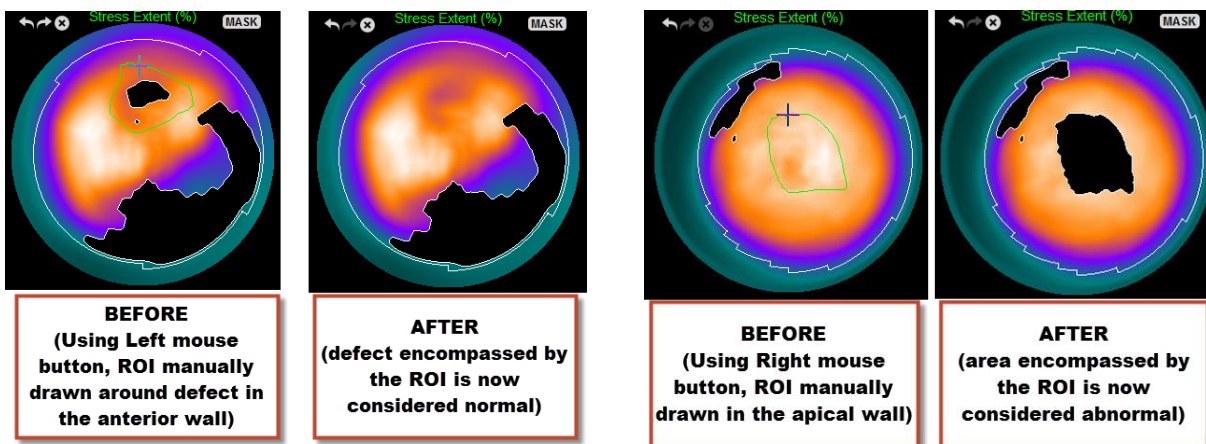 Stress Extent (%)
MASK
Stress Extent (%)
MASK
Stress Extent (%)
MASK
Stress Extent (%)
MASK
BEFORE
(Using Left mouse
button, ROI manually
drawn around defect in
the anterior wall)
AFTER
(defect encompassed by
the ROI is now
considered normal)
BEFORE
(Using Right mouse
button, ROI manually
drawn in the apical wall)
AFTER
(area encompassed by
the ROI is now
considered abnormal)